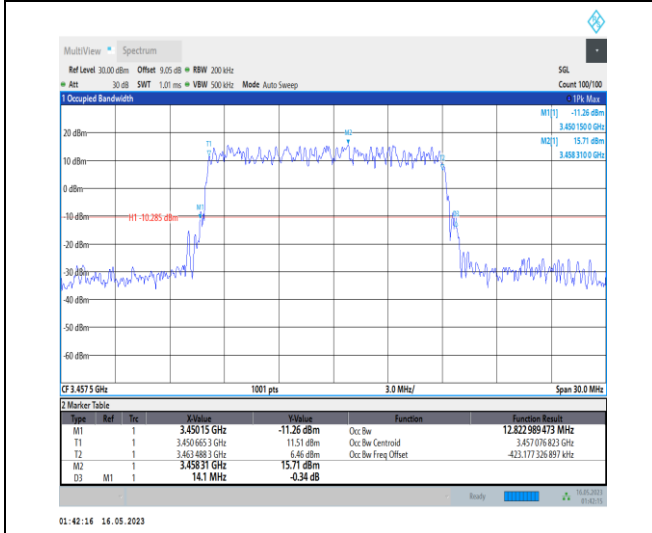 MultiView Spectrum
Ref Level 30.00 dBm Offset 9.05 dB RBW 200 kHz SGL
Att 30 dB SWT 1.01 ms VBW 500 kHz Mode Auto Sweep Count 100/100
1 Occupied Bandwidth 1Pk Max
M1[1] -11.26 dBm
3.450 150 0 GHz
M2[1] 15.71 dBm
3.458 310 0 GHz
20 dBm
M2
T1
10 dBm
T2
0 dBm
M1
-10 dBm
H1 -10.285 dBm
-20 dBm
-30 dBm
-40 dBm
-50 dBm
-60 dBm
CF 3.457 5 GHz 1001 pts 3.0 MHz/ Span 30.0 MHz
2 Marker Table
Type Ref Trc X-Value Y-Value Function Function Result
M1 1 3.45015 GHz -11.26 dBm Occ Bw 12.822 989 473 MHz
T1 1 3.450 665 3 GHz 11.51 dBm Occ Bw Centroid 3.457 076 823 GHz
T2 1 3.463 488 3 GHz 6.46 dBm Occ Bw Freq Offset -423.177 326 897 kHz
M2 1 3.45831 GHz 15.71 dBm
D3 M1 1 14.1 MHz -0.34 dB
Ready 16.05.2023
01:42:15
01:42:16 16.05.2023